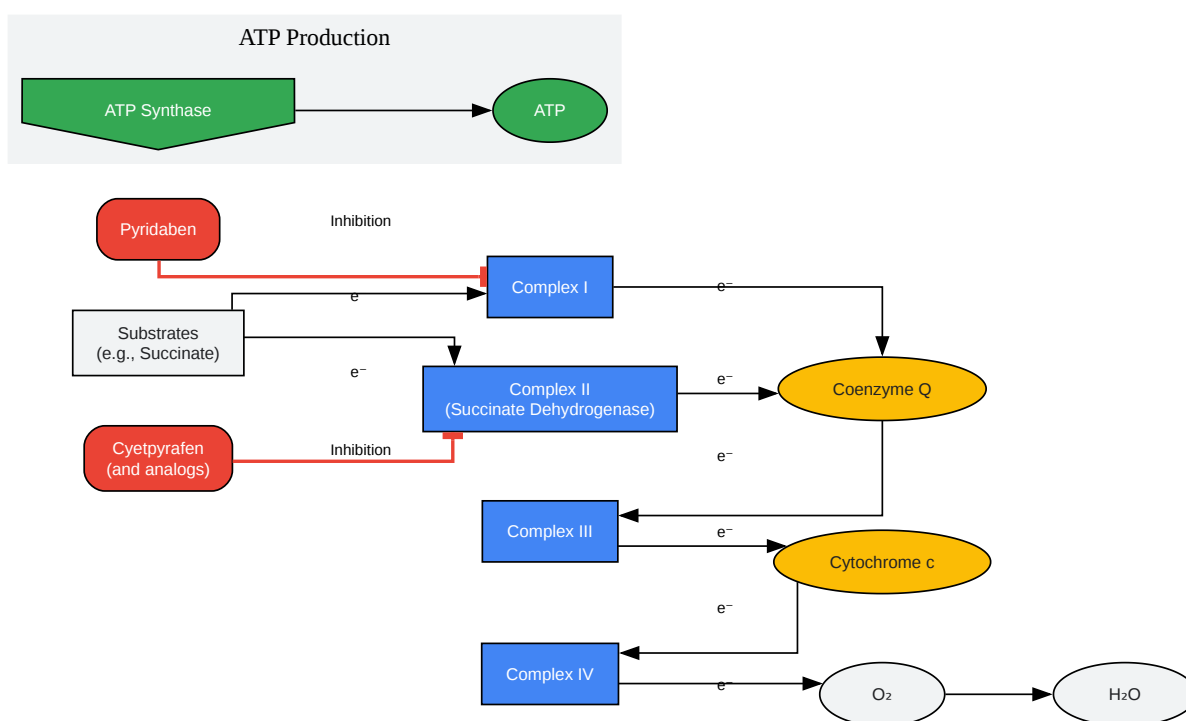 ATP Production
ATP Synthase
ATP
Pyridaben
Inhibition
Complex I
e⁻
e
Substrates
(e.g., Succinate)
e⁻
Complex II
(Succinate Dehydrogenase)
e⁻
Coenzyme Q
Cyetpyrafen
(and analogs)
Inhibition
e⁻
Complex III
e⁻
Cytochrome c
e⁻
Complex IV
e⁻
O₂
H₂O